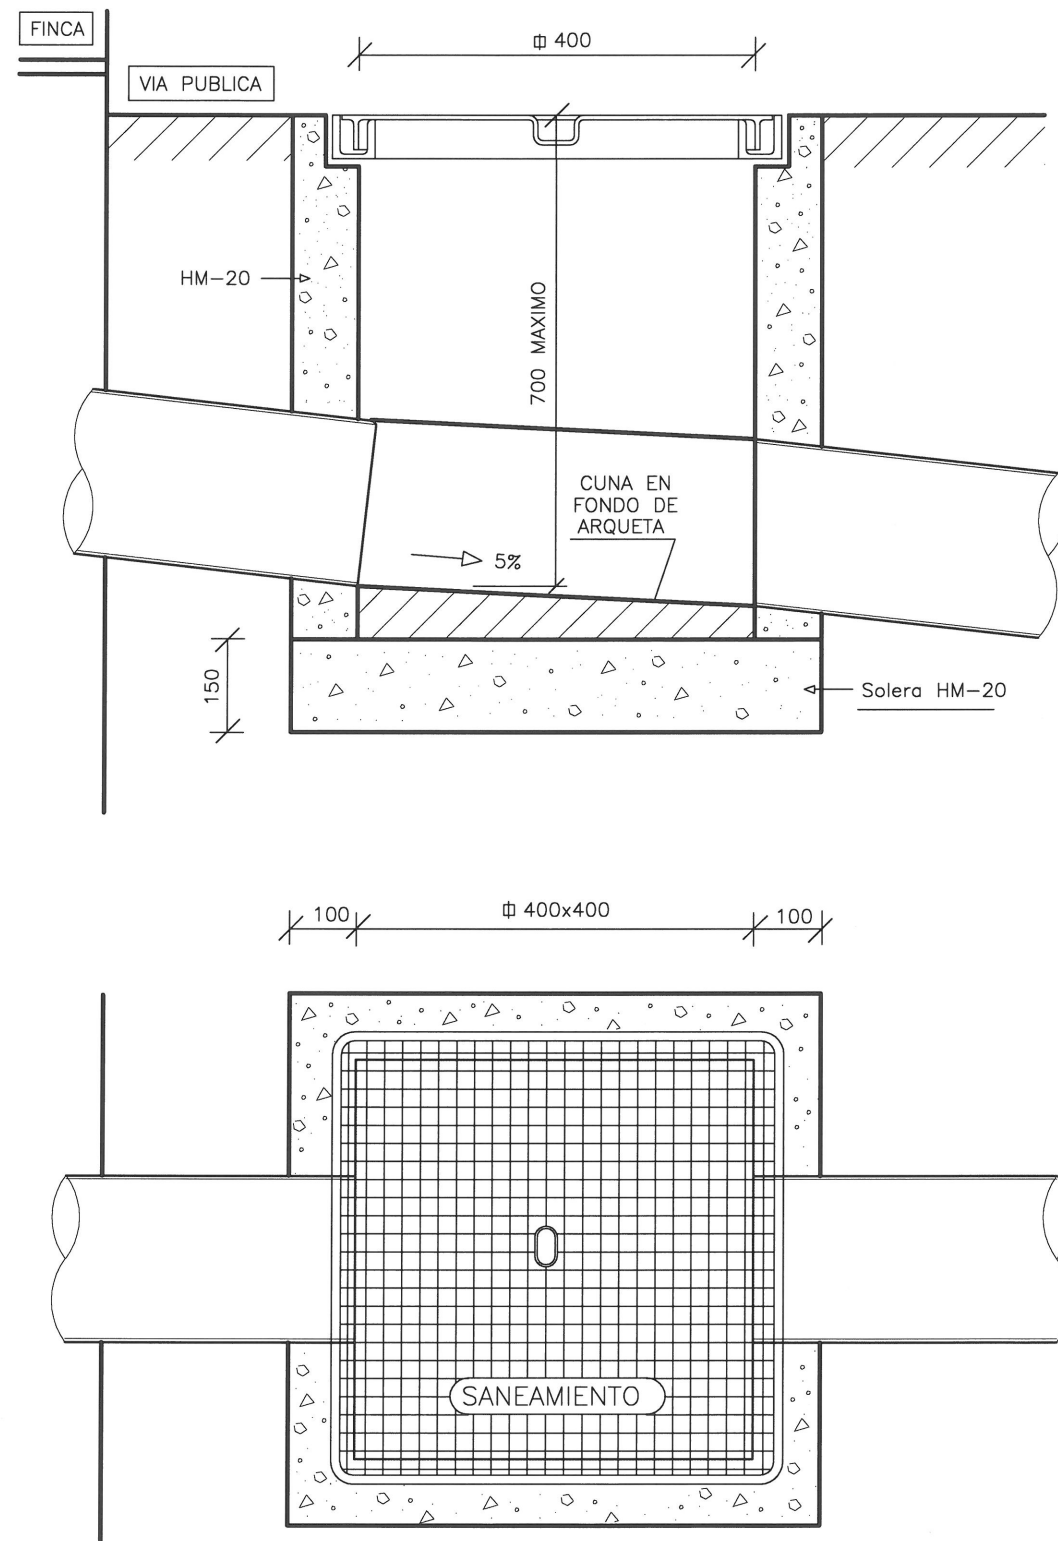 FINCA
⌷ 400
VIA PUBLICA
HM-20
700 MAXIMO
CUNA EN
FONDO DE
ARQUETA
5%
150
Solera HM-20
100
⌷ 400x400
100
SANEAMIENTO